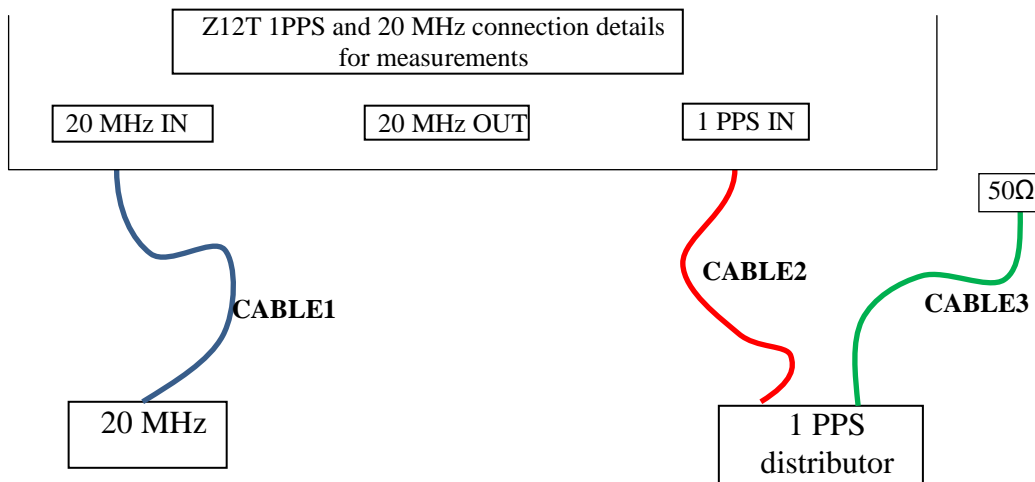 Z12T 1PPS and 20 MHz connection details
for measurements
20 MHz IN
20 MHz OUT
1 PPS IN
50Ω
CABLE2
CABLE3
CABLE1
20 MHz
1 PPS
distributor